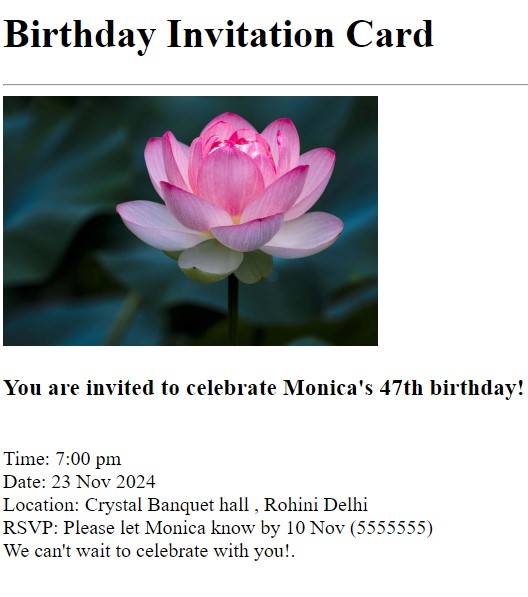 Birthday Invitation Card
You are invited to celebrate Monica's 47th birthday!
Time: 7:00 pm
Date: 23 Nov 2024
Location: Crystal Banquet hall , Rohini Delhi
RSVP: Please let Monica know by 10 Nov (5555555)
We can't wait to celebrate with you!.